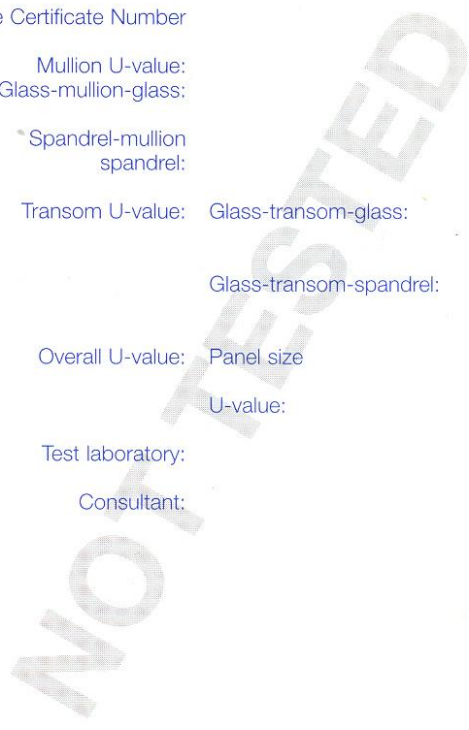 Certificate Number
Mullion U-value:
Glass-mullion-glass:
Spandrel-mullion
spandrel:
Transom U-value: Glass-transom-glass:
Glass-transom-spandrel:
Overall U-value: Panel size
U-value:
Test laboratory:
Consultant:
NOT TESTED